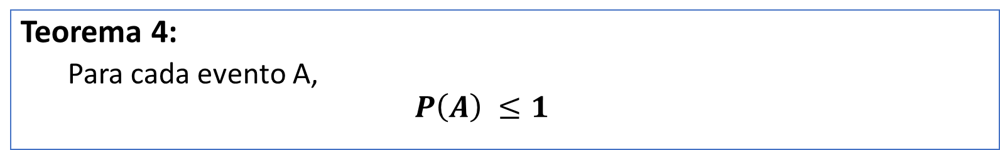 Teorema 4:
Para cada evento A,
P(A) ≤ 1